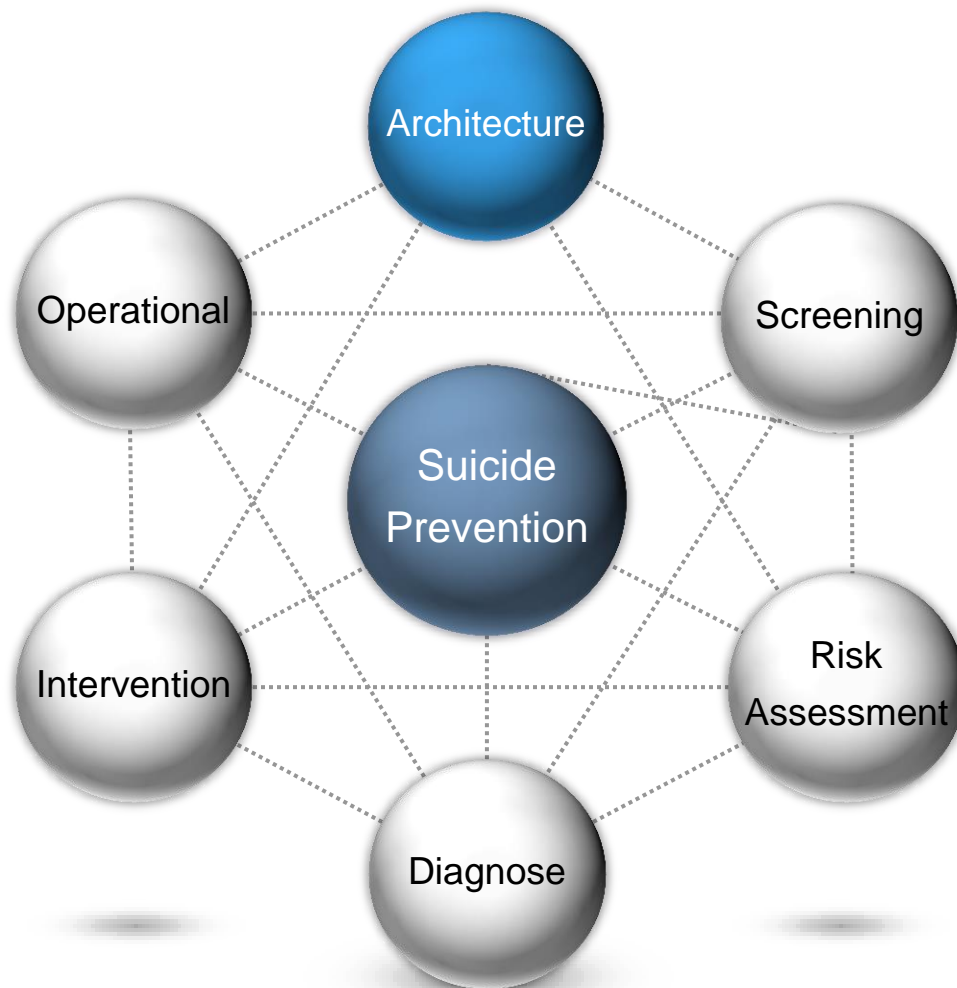 Architecture
Operational
Screening
Suicide
Prevention
Intervention
Risk
Assessment
Diagnose